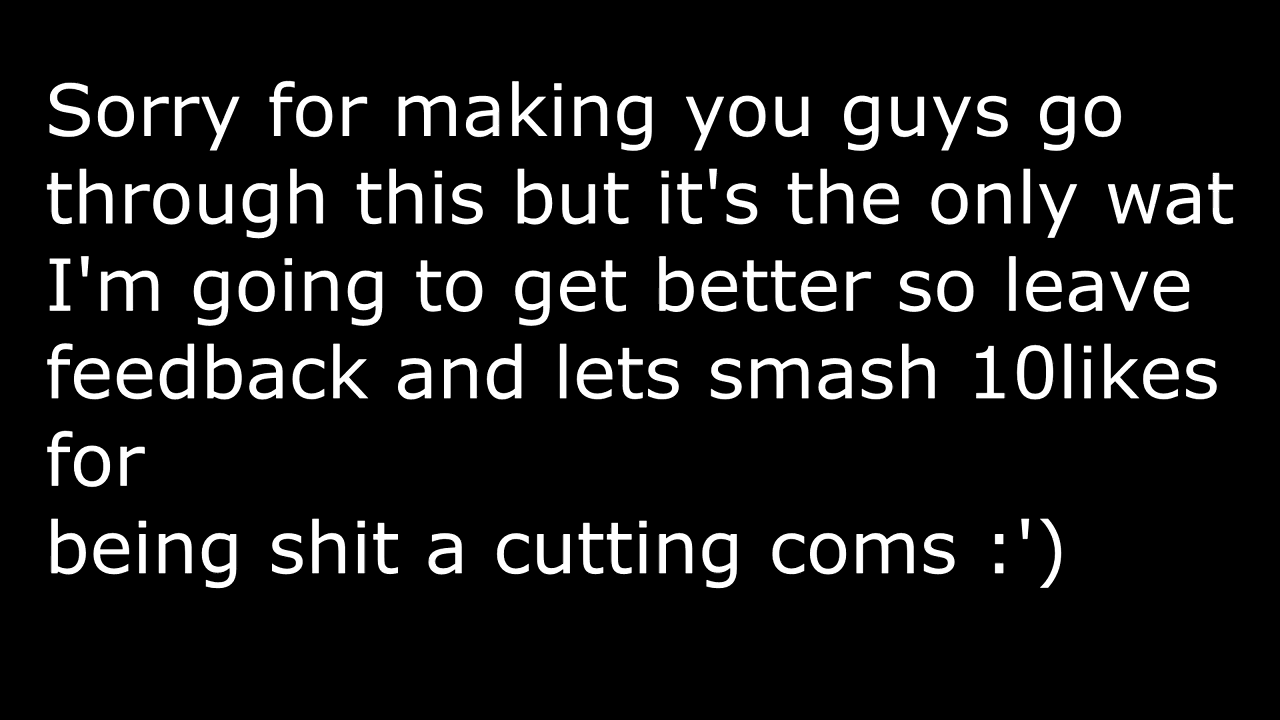 Sorry for making you guys go
through this but it's the only wat
I'm going to get better so leave
feedback and lets smash 10likes
for
being shit a cutting coms :')